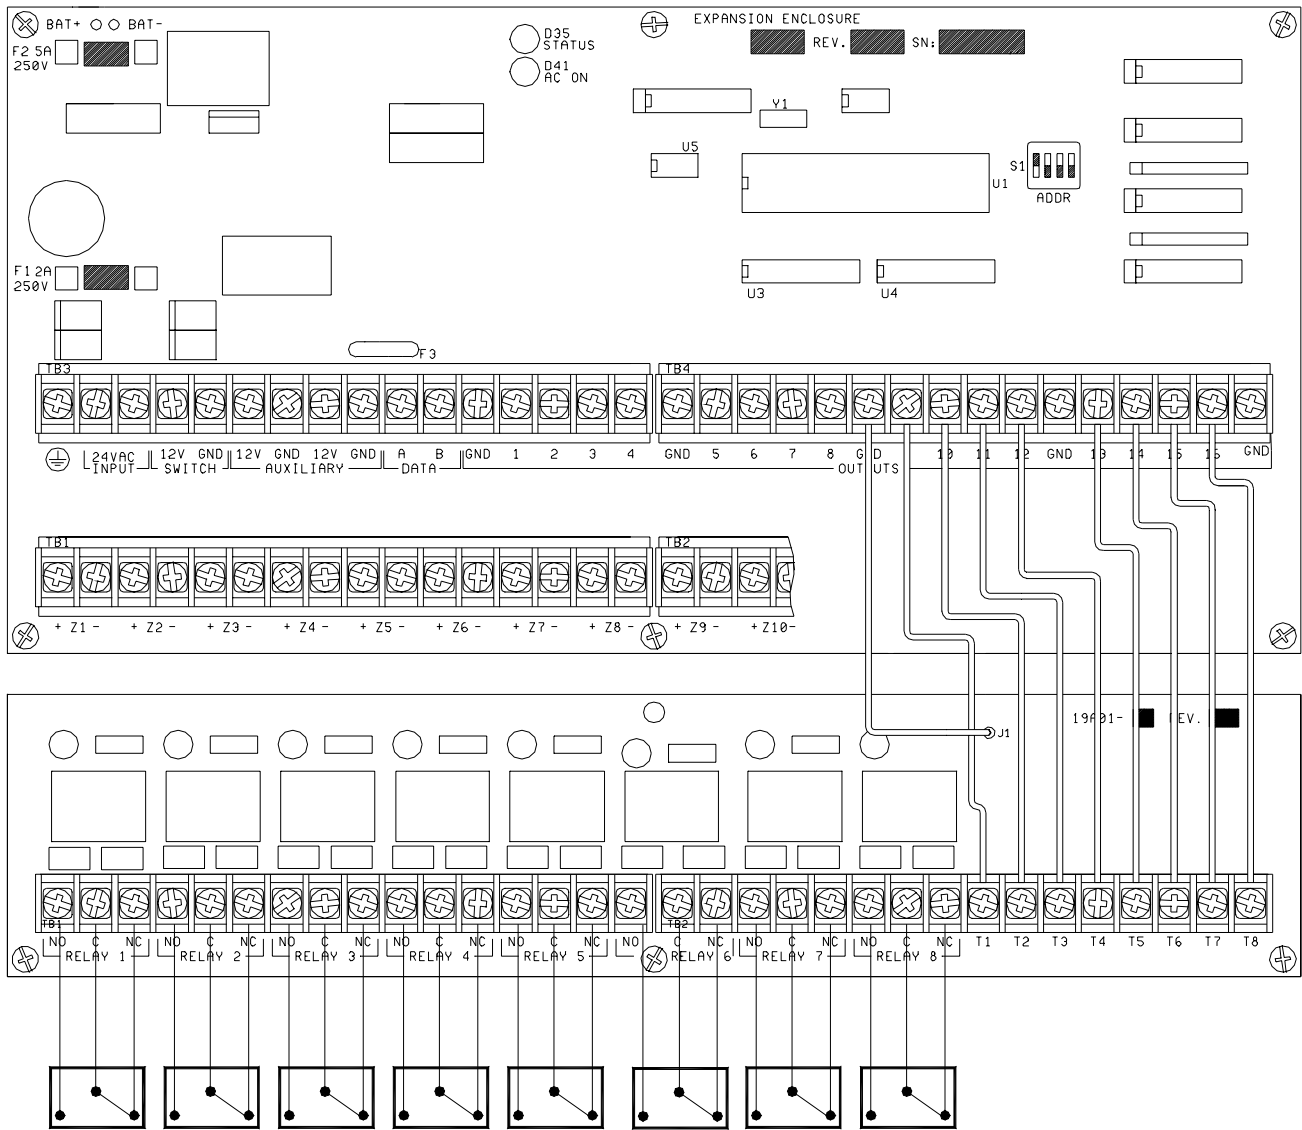 BAT+ BAT-
F2 5A
250V
D35
STATUS
D41
AC ON
EXPANSION ENCLOSURE
REV. SN:
Y1
U5
U1
S1
ADDR
F1 2A
250V
U3 U4
F3
TB3 TB4
24VAC
INPUT
12V GND
SWITCH
12V GND 12V GND
AUXILIARY
A B
DATA
GND 1 2 3 4 GND 5 6 7 8 10 11 12 GND 13 14 15 16 GND
TB1 TB2
+ Z1 - + Z2 - + Z3 - + Z4 - + Z5 - + Z6 - + Z7 - + Z8 - + Z9 - + Z10-
REV.
J1
TB1 TB2
NO C NC NO C NC NO C NC NO C NC NO C NC NO C NC NO C NC NO C NC T1 T2 T3 T4 T5 T6 T7 T8
RELAY 1 RELAY 2 RELAY 3 RELAY 4 RELAY 5 RELAY 6 RELAY 7 RELAY 8